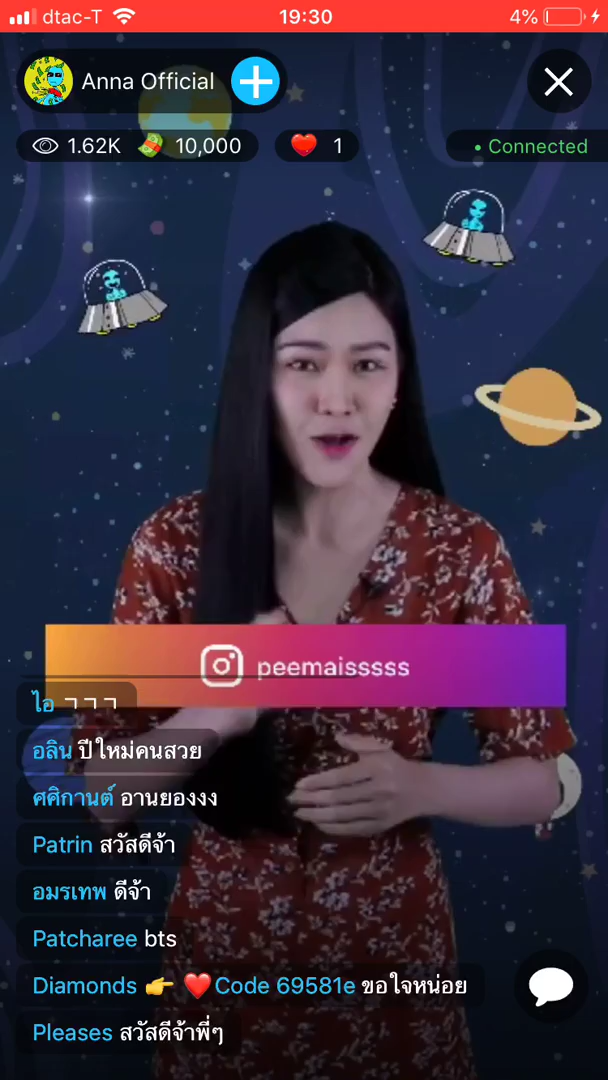 dtac-T
19:30
4%
Anna Official
1.62K
10,000
1
• Connected
peemaisssss
ไอ ㄱㄱㄱ
อลิน ปีใหม่คนสวย
ศศิกานต์ อานยองงง
Patrin สวัสดีจ้า
อมรเทพ ดีจ้า
Patcharee bts
Diamonds 👉 ❤️Code 69581e ขอใจหน่อย
Pleases สวัสดีจ้าพี่ๆ